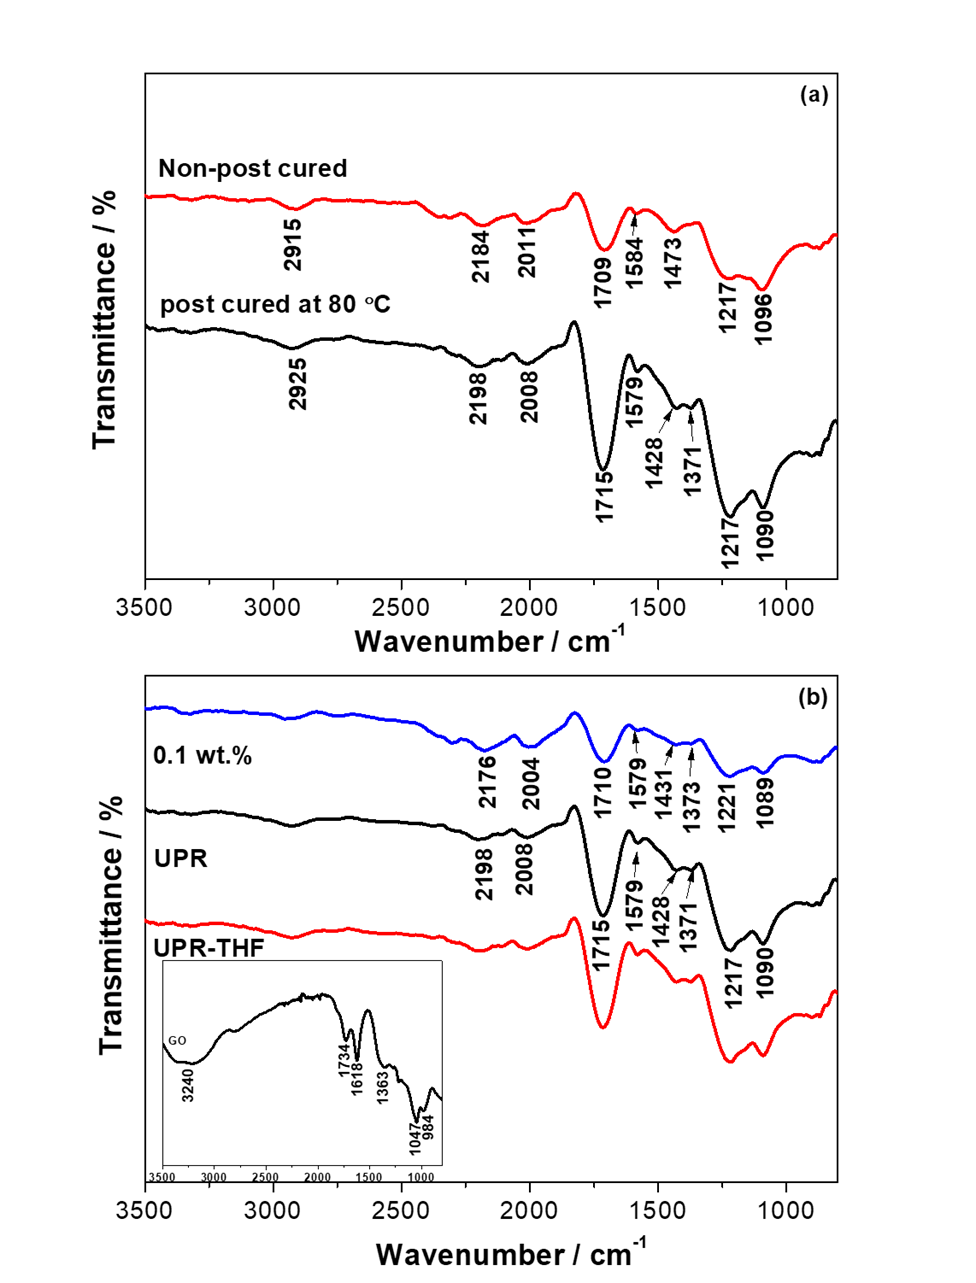 (a)
Non-post cured
2915
2184
2011
1709
1584
1473
1217
1096
post cured at 80 °C
2925
2198
2008
1715
1579
1428
1371
1217
1090
Transmittance / %
3500 3000 2500 2000 1500 1000
Wavenumber / cm-1
(b)
0.1 wt.%
2176
2004
1710
1579
1431
1373
1221
1089
UPR
2198
2008
1715
1579
1428
1371
1217
1090
UPR-THF
GO
3240
1734
1618
1363
1047
984
3500 3000 2500 2000 1500 1000
Transmittance / %
3500 3000 2500 2000 1500 1000
Wavenumber / cm-1